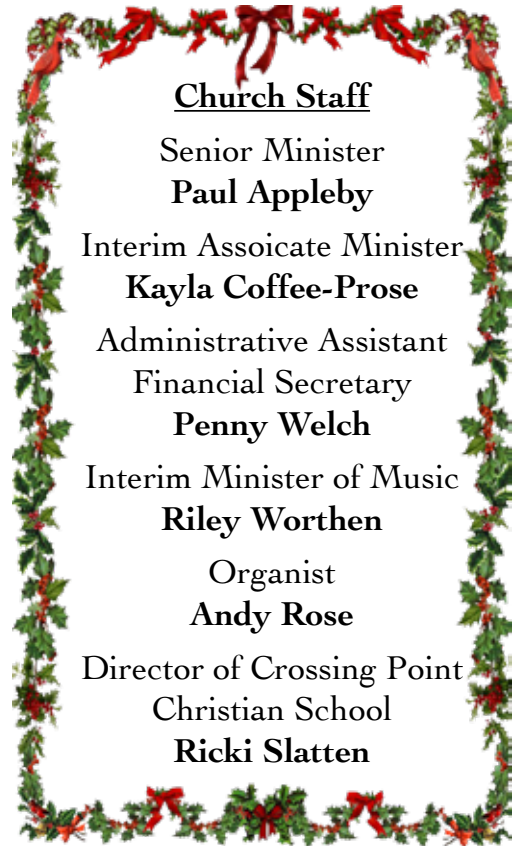 Church Staff
Senior Minister
Paul Appleby
Interim Assoicate Minister
Kayla Coffee-Prose
Administrative Assistant
Financial Secretary
Penny Welch
Interim Minister of Music
Riley Worthen
Organist
Andy Rose
Director of Crossing Point
Christian School
Ricki Slatten